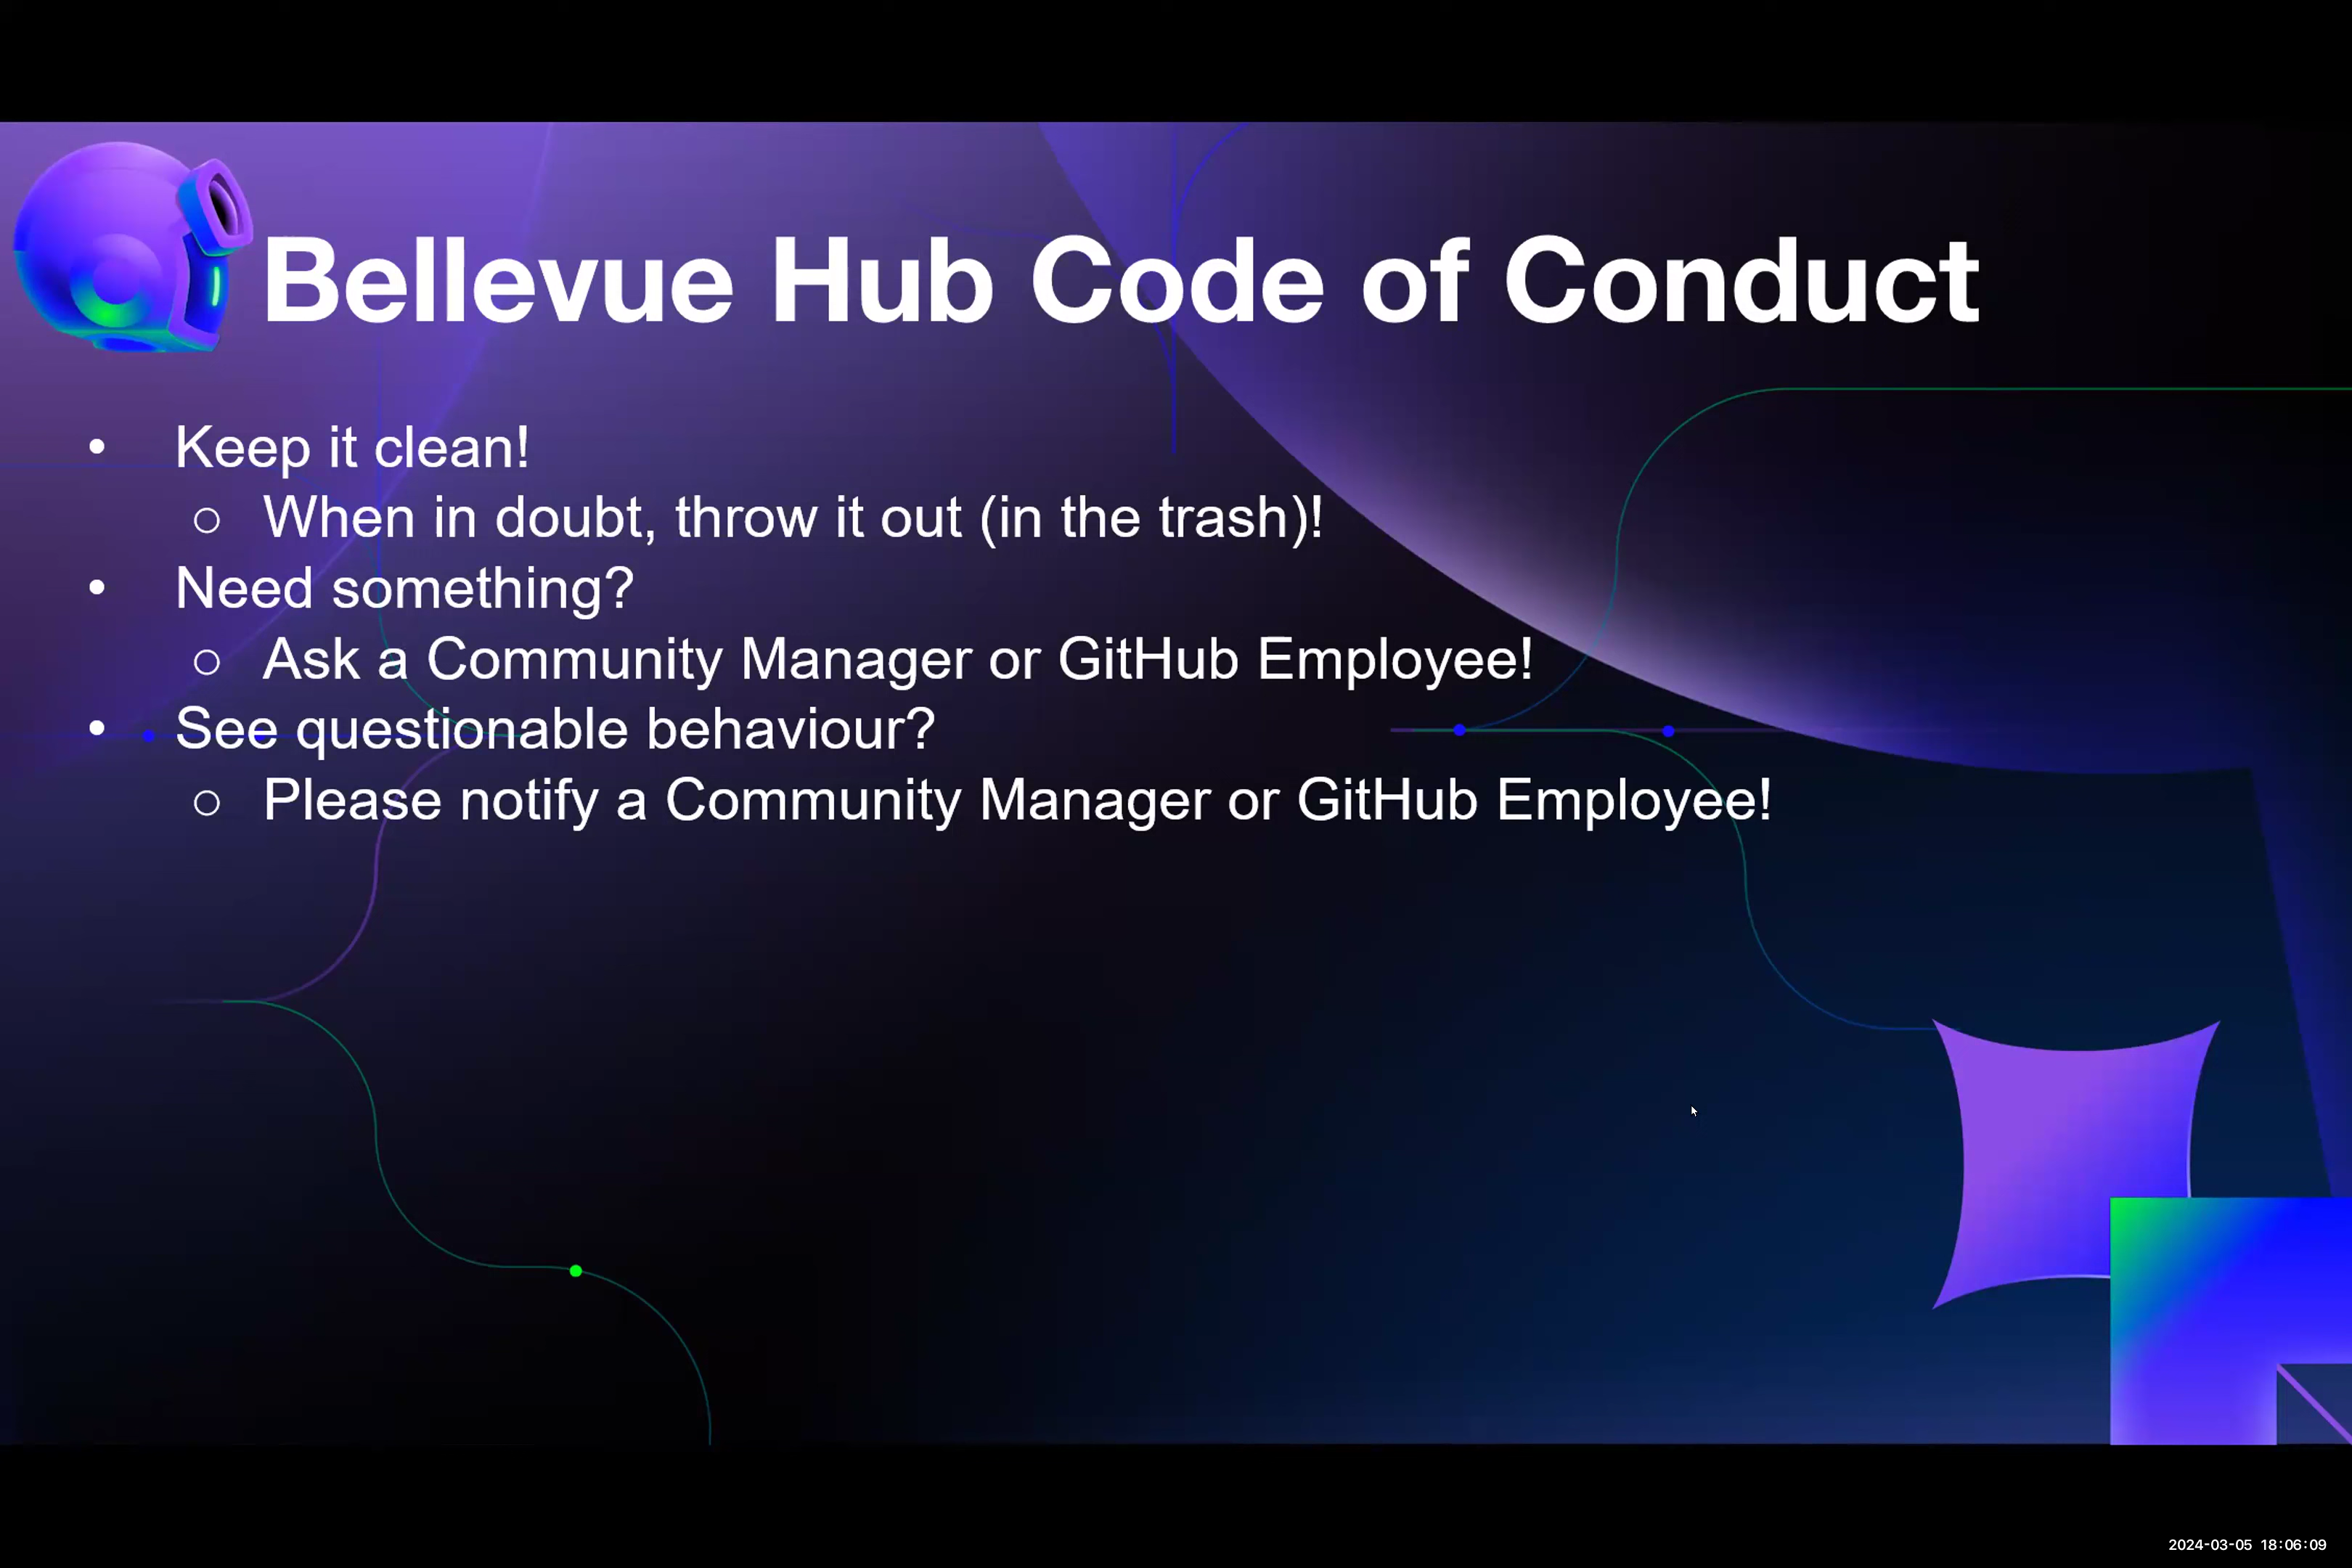 Bellevue Hub Code of Conduct
• Keep it clean!
○ When in doubt, throw it out (in the trash)!
• Need something?
○ Ask a Community Manager or GitHub Employee!
• See questionable behaviour?
○ Please notify a Community Manager or GitHub Employee!
2024-03-05 18:06:09